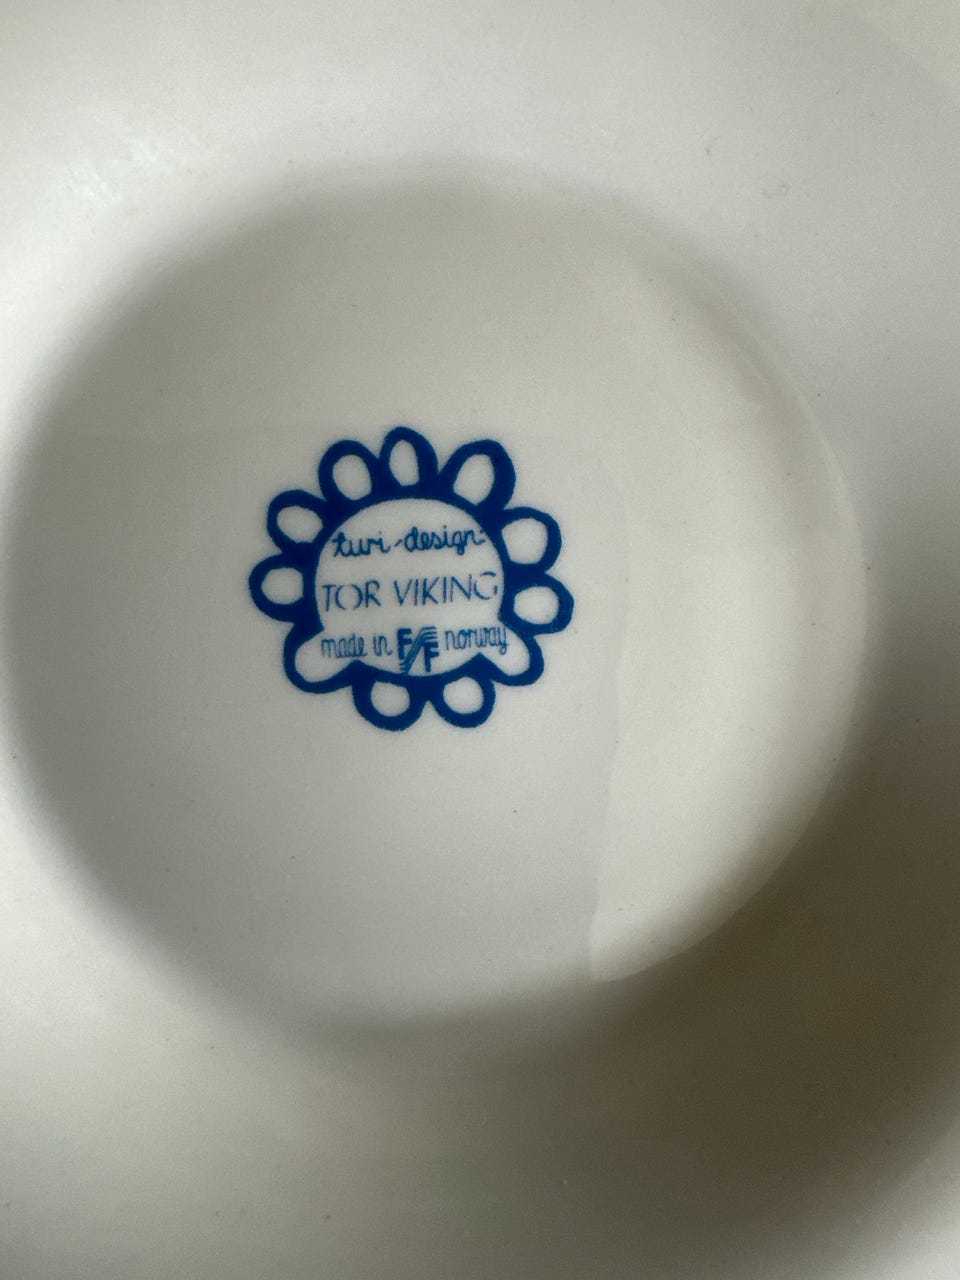 turi-design
TOR VIKING
made in F/F norway